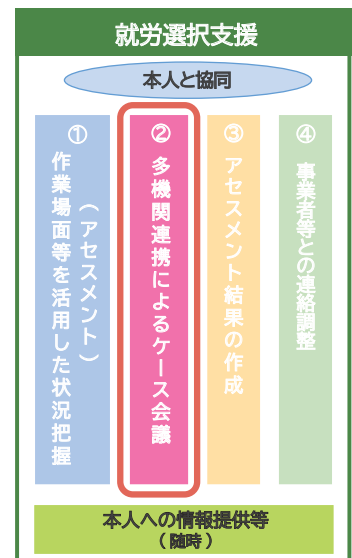 就労選択支援
本人と協同
①
作業場面等を活用した状況把握
（アセスメント）
②
多機関連携によるケース会議
③
アセスメント結果の作成
④
事業者等との連絡調整
本人への情報提供等
（随時）